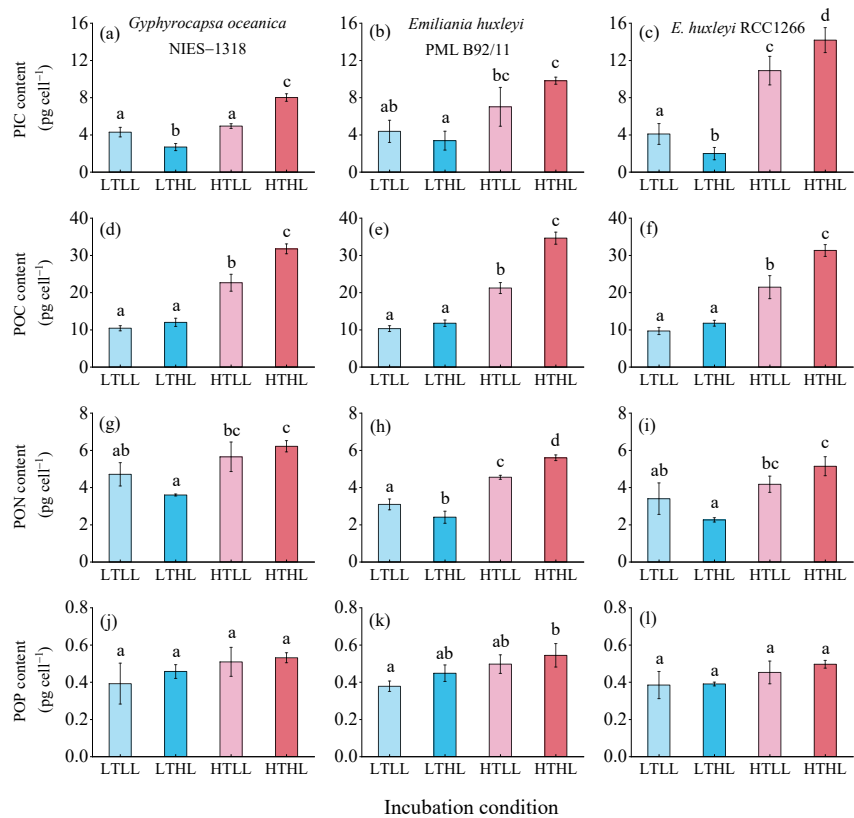 (a)
Gyphyrocapsa oceanica
NIES–1318
(b)
Emiliania huxleyi
PML B92/11
(c)
E. huxleyi RCC1266
PIC content
(pg cell⁻¹)
16
12
8
4
0
a
b
a
c
LTLL LTHL HTLL HTHL
16
12
8
4
0
ab
a
bc
c
LTLL LTHL HTLL HTHL
16
12
8
4
0
a
b
c
d
LTLL LTHL HTLL HTHL
POC content
(pg cell⁻¹)
(d)
40
30
20
10
0
a
a
b
c
LTLL LTHL HTLL HTHL
(e)
40
30
20
10
0
a
a
b
c
LTLL LTHL HTLL HTHL
(f)
40
30
20
10
0
a
a
b
c
LTLL LTHL HTLL HTHL
PON content
(pg cell⁻¹)
(g)
8
6
4
2
0
ab
a
bc
c
LTLL LTHL HTLL HTHL
(h)
8
6
4
2
0
a
b
c
d
LTLL LTHL HTLL HTHL
(i)
8
6
4
2
0
ab
a
bc
c
LTLL LTHL HTLL HTHL
POP content
(pg cell⁻¹)
(j)
0.8
0.6
0.4
0.2
0.0
a
a
a
a
LTLL LTHL HTLL HTHL
(k)
0.8
0.6
0.4
0.2
0.0
a
ab
ab
b
LTLL LTHL HTLL HTHL
(l)
0.8
0.6
0.4
0.2
0.0
a
a
a
a
LTLL LTHL HTLL HTHL
Incubation condition